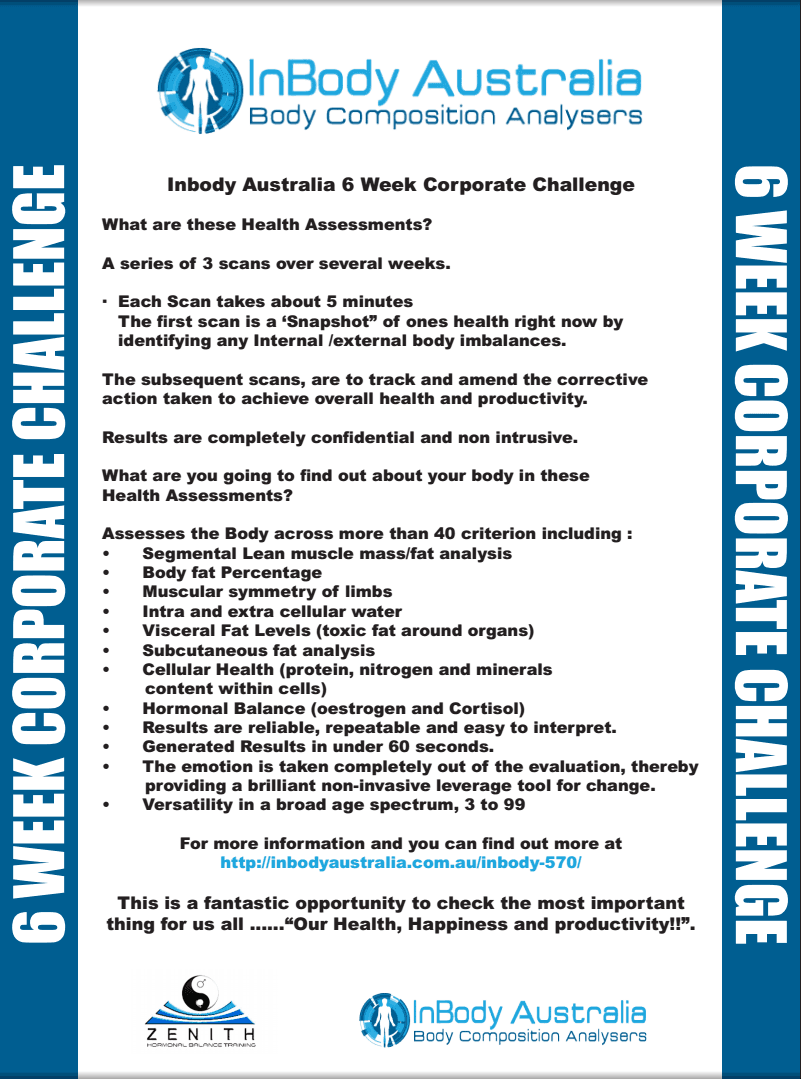 InBody Australia
Body Composition Analysers
6 WEEK CORPORATE CHALLENGE
Inbody Australia 6 Week Corporate Challenge
What are these Health Assessments?
A series of 3 scans over several weeks.
· Each Scan takes about 5 minutes
The first scan is a ‘Snapshot” of ones health right now by
identifying any Internal /external body imbalances.
The subsequent scans, are to track and amend the corrective
action taken to achieve overall health and productivity.
Results are completely confidential and non intrusive.
What are you going to find out about your body in these
Health Assessments?
Assesses the Body across more than 40 criterion including :
• Segmental Lean muscle mass/fat analysis
• Body fat Percentage
• Muscular symmetry of limbs
• Intra and extra cellular water
• Visceral Fat Levels (toxic fat around organs)
• Subcutaneous fat analysis
• Cellular Health (protein, nitrogen and minerals
content within cells)
• Hormonal Balance (oestrogen and Cortisol)
• Results are reliable, repeatable and easy to interpret.
• Generated Results in under 60 seconds.
• The emotion is taken completely out of the evaluation, thereby
providing a brilliant non-invasive leverage tool for change.
• Versatility in a broad age spectrum, 3 to 99
For more information and you can find out more at
http://inbodyaustralia.com.au/inbody-570/
This is a fantastic opportunity to check the most important
thing for us all ......“Our Health, Happiness and productivity!!”.
6 WEEK CORPORATE CHALLENGE
ZENITH
HORMONAL BALANCE TRAINING
InBody Australia
Body Composition Analysers